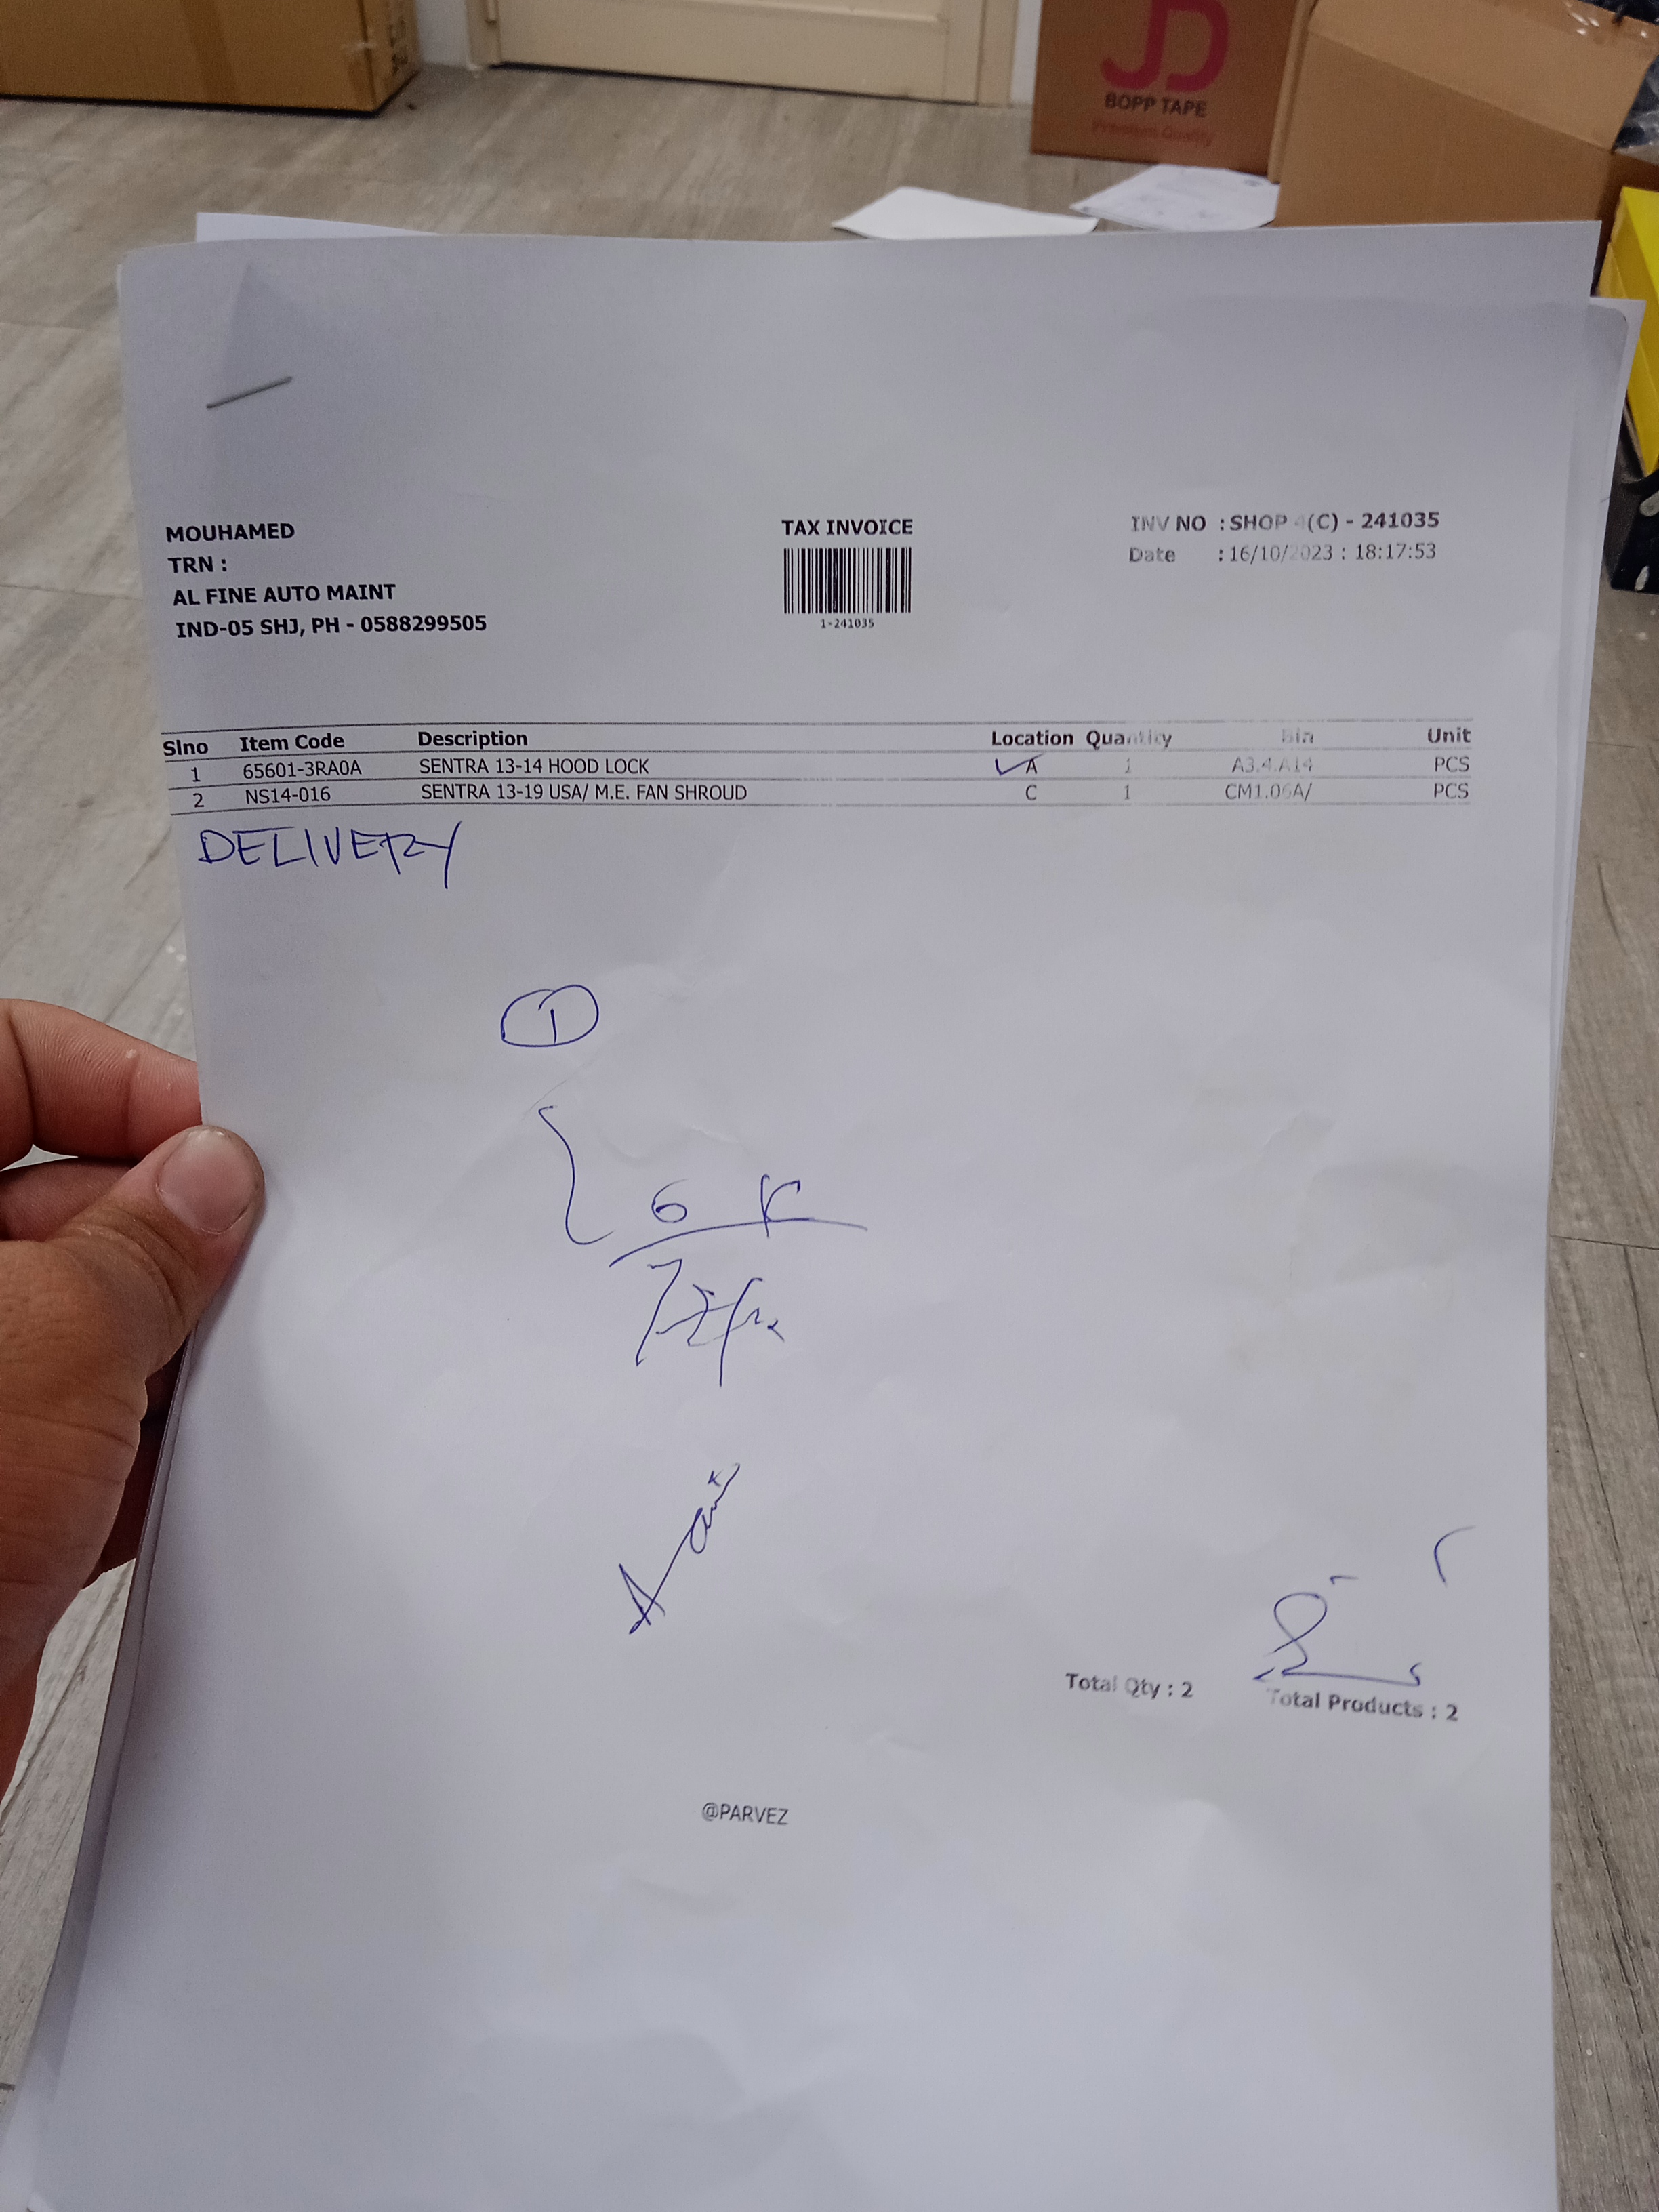 JD
BOPP TAPE
Premium Quality
MOUHAMED
TRN :
AL FINE AUTO MAINT
IND-05 SHJ, PH - 0588299505
TAX INVOICE
1-241035
INV NO : SHOP (C) - 241035
Date : 16/10/2023 : 18:17:53
Slno Item Code Description Location Quantity Bin Unit
1 65601-3RA0A SENTRA 13-14 HOOD LOCK A 1 A3.4.A14 PCS
2 NS14-016 SENTRA 13-19 USA/ M.E. FAN SHROUD C 1 CM1.06A/ PCS
DELIVERY
1
6
Total Qty : 2 Total Products : 2
@PARVEZ